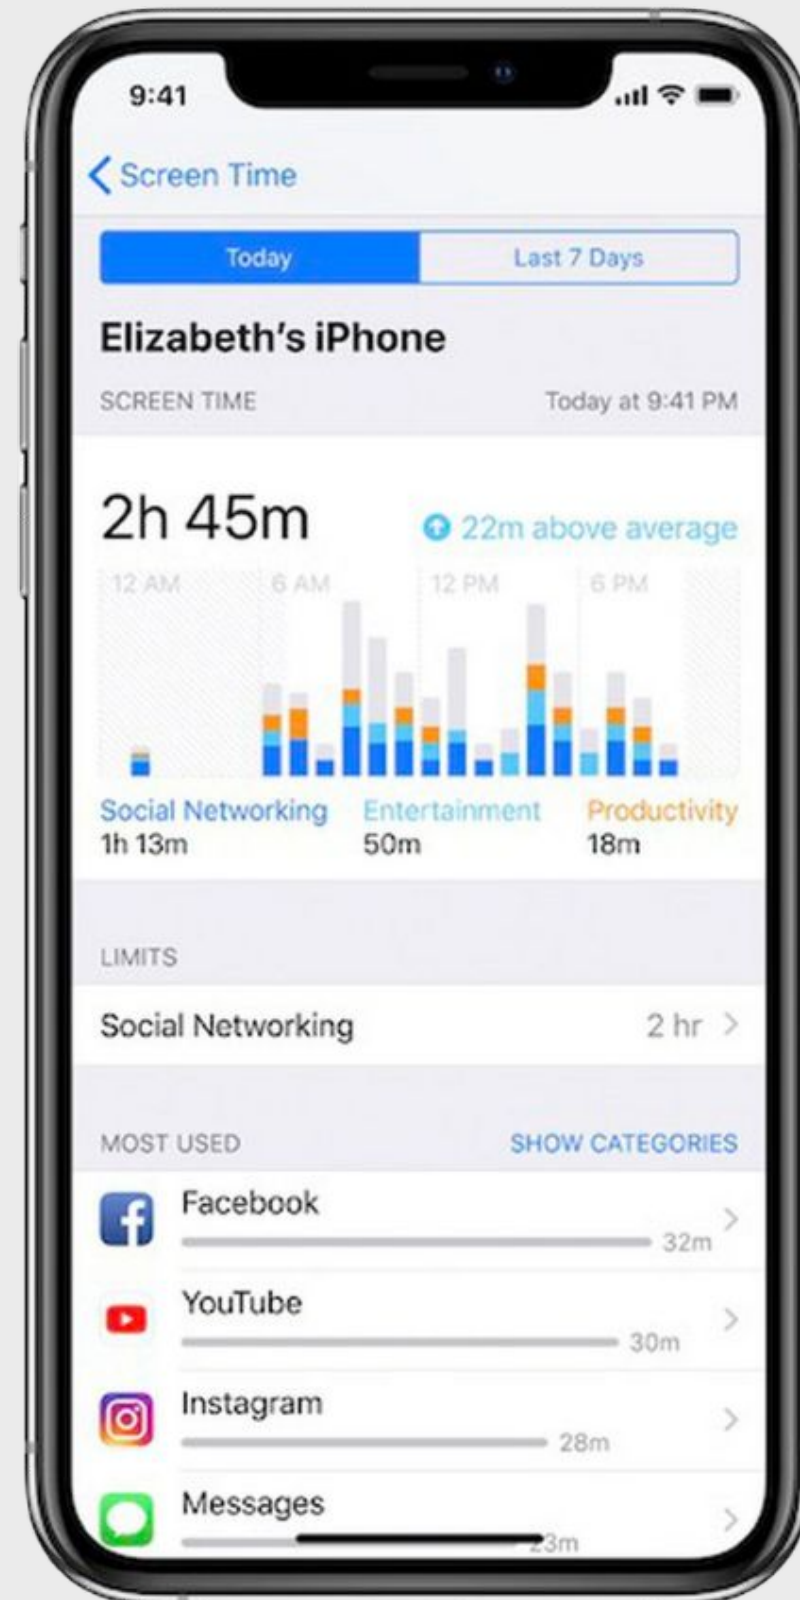 9:41
Screen Time
Today Last 7 Days
Elizabeth’s iPhone
SCREEN TIME Today at 9:41 PM
2h 45m 22m above average
12 AM 6 AM 12 PM 6 PM
Social Networking Entertainment Productivity
1h 13m 50m 18m
LIMITS
Social Networking 2 hr
MOST USED SHOW CATEGORIES
Facebook
32m
YouTube
30m
Instagram
28m
Messages
23m